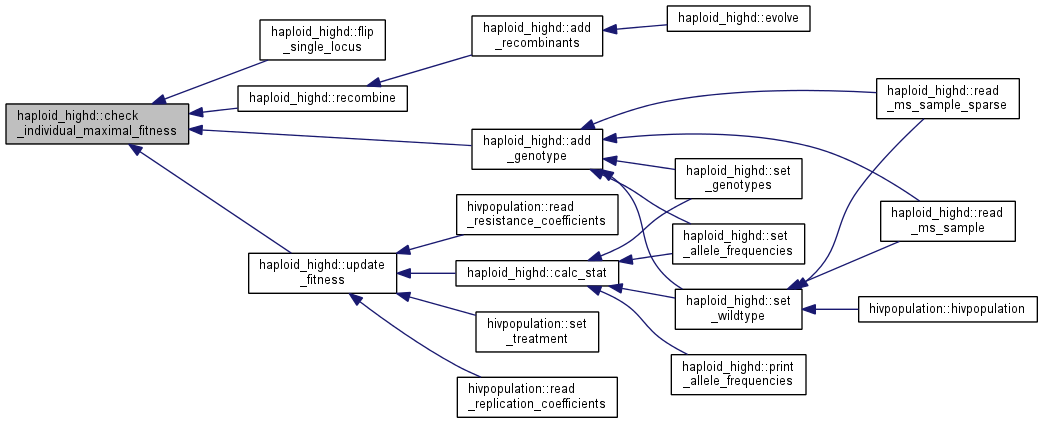 haploid_highd::check
_individual_maximal_fitness
haploid_highd::flip
_single_locus
haploid_highd::recombine
haploid_highd::add
_recombinants
haploid_highd::evolve
haploid_highd::add
_genotype
haploid_highd::read
_ms_sample_sparse
haploid_highd::set
_genotypes
haploid_highd::read
_ms_sample
haploid_highd::set
_allele_frequencies
haploid_highd::update
_fitness
hivpopulation::read
_resistance_coefficients
haploid_highd::calc_stat
haploid_highd::set
_wildtype
hivpopulation::hivpopulation
hivpopulation::set
_treatment
haploid_highd::print
_allele_frequencies
hivpopulation::read
_replication_coefficients